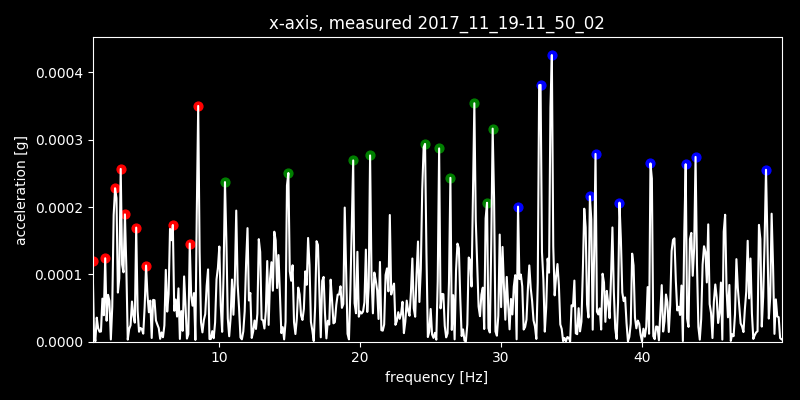 x-axis, measured 2017_11_19-11_50_02
0.0004
0.0003
0.0002
0.0001
0.0000
acceleration [g]
10 20 30 40
frequency [Hz]